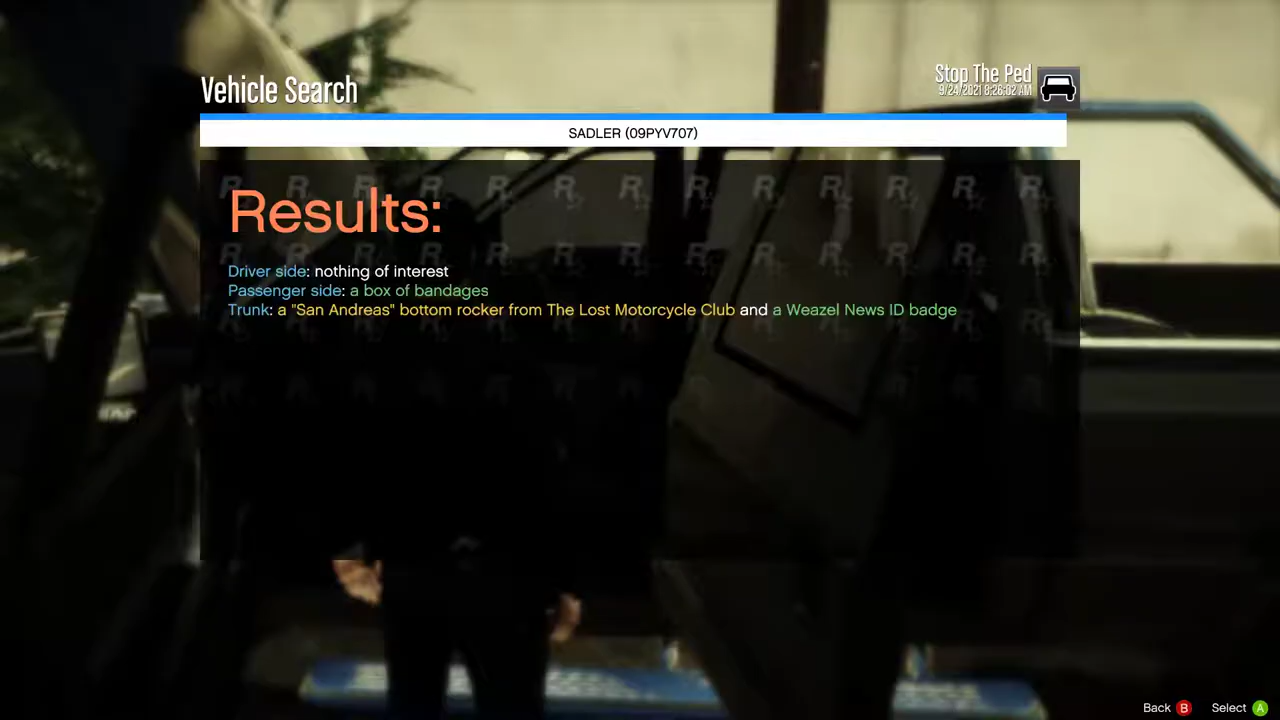 Vehicle Search
Stop The Ped
9/24/2021 8:26:02 AM
SADLER (09PYV707)
Results:
Driver side: nothing of interest
Passenger side: a box of bandages
Trunk: a "San Andreas" bottom rocker from The Lost Motorcycle Club and a Weazel News ID badge
Back B Select A